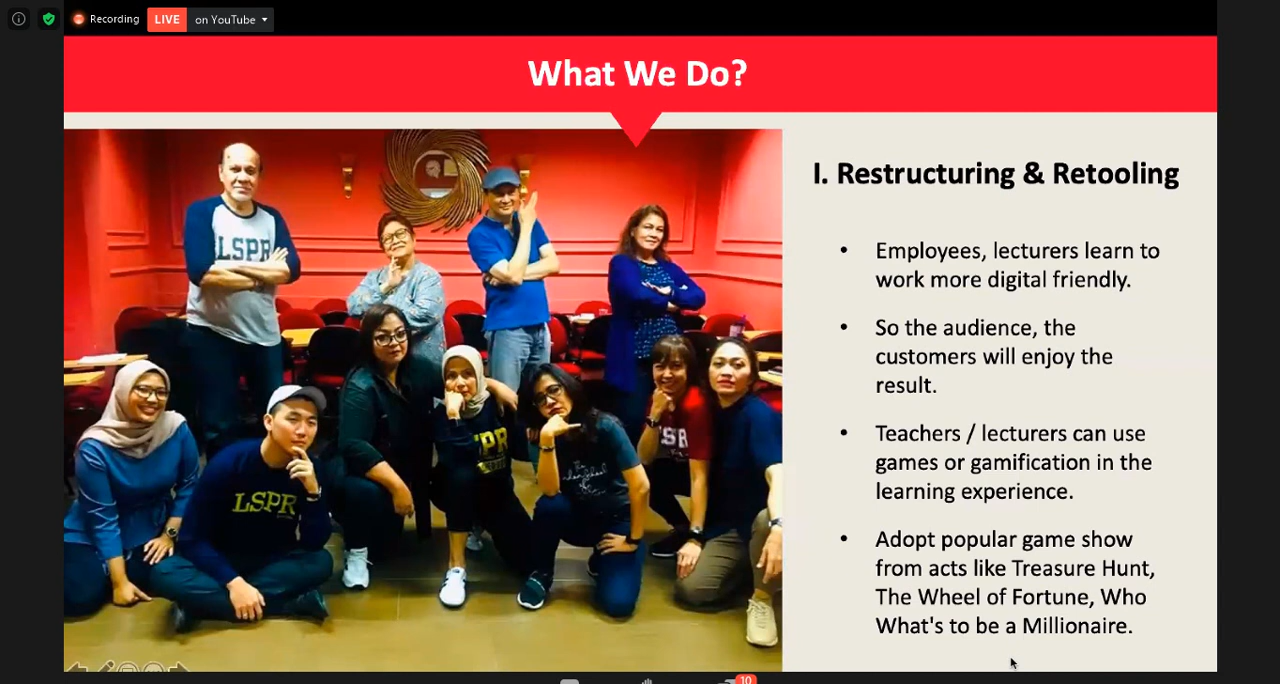 Recording
LIVE
on YouTube
What We Do?
LSPR
LSPR
I. Restructuring & Retooling
• Employees, lecturers learn to
work more digital friendly.
• So the audience, the
customers will enjoy the
result.
• Teachers / lecturers can use
games or gamification in the
learning experience.
• Adopt popular game show
from acts like Treasure Hunt,
The Wheel of Fortune, Who
What's to be a Millionaire.
10